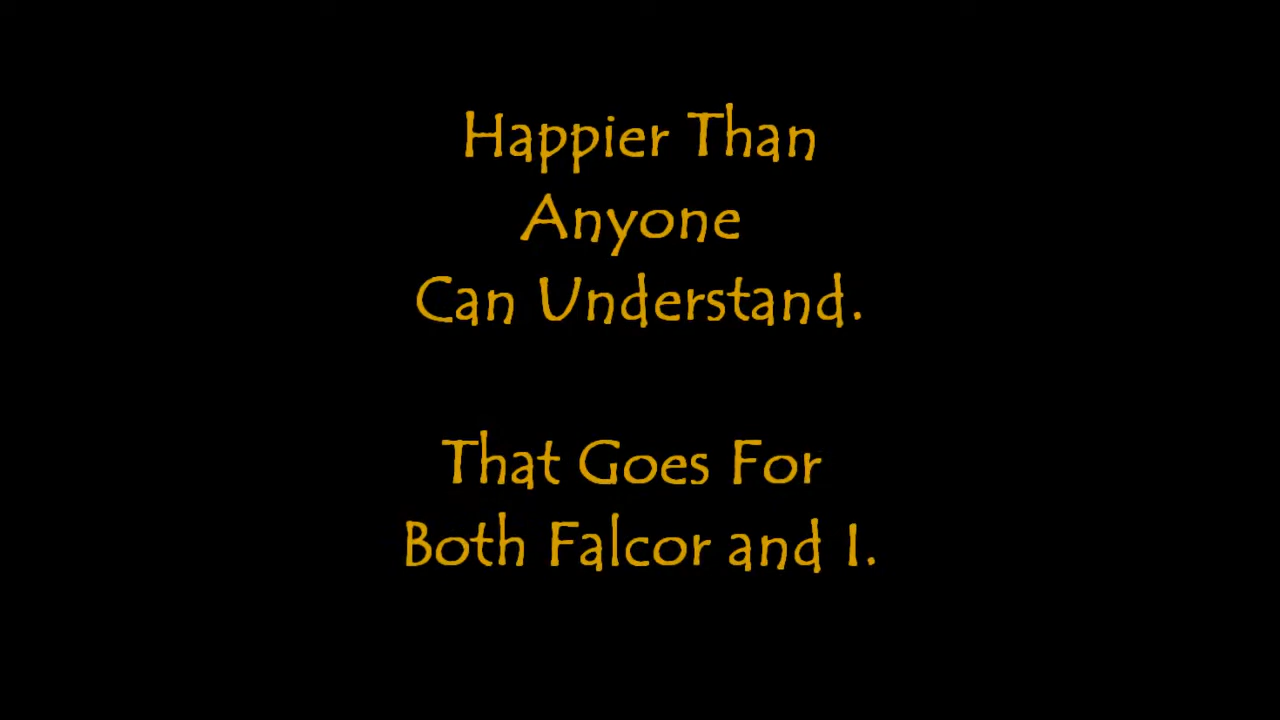 Happier Than
Anyone
Can Understand.
That Goes For
Both Falcor and I.